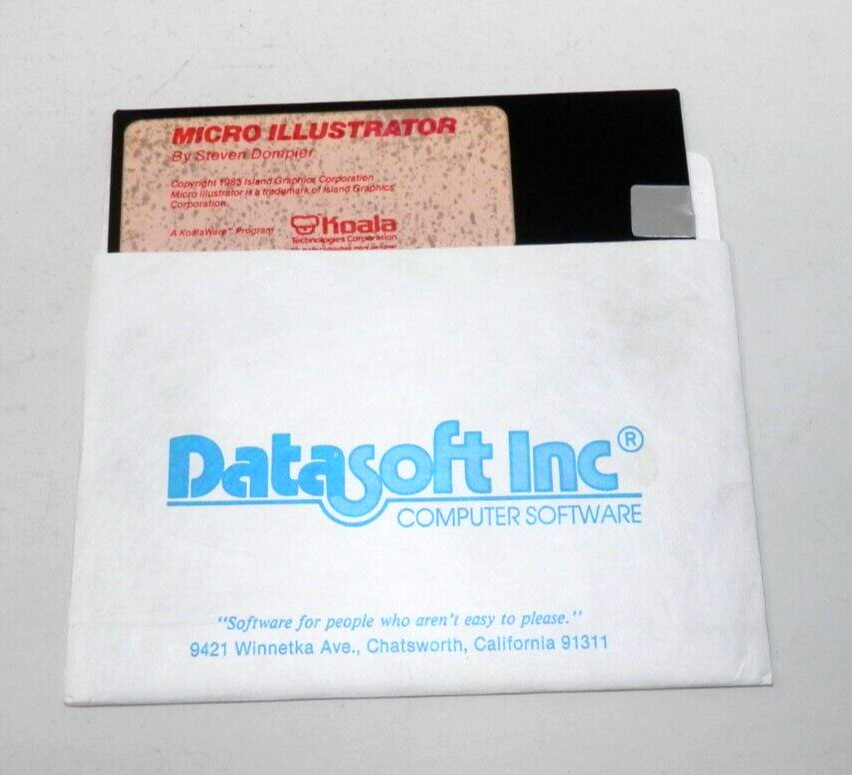 MICRO ILLUSTRATOR
By Steven Dompier
Copyright 1983 Island Graphics Corporation
Micro Illustrator is a trademark of Island Graphics
Corporation.
A KoalaWare™ Program
Koala
Technologies Corporation
Datasoft Inc®
COMPUTER SOFTWARE
"Software for people who aren't easy to please."
9421 Winnetka Ave., Chatsworth, California 91311